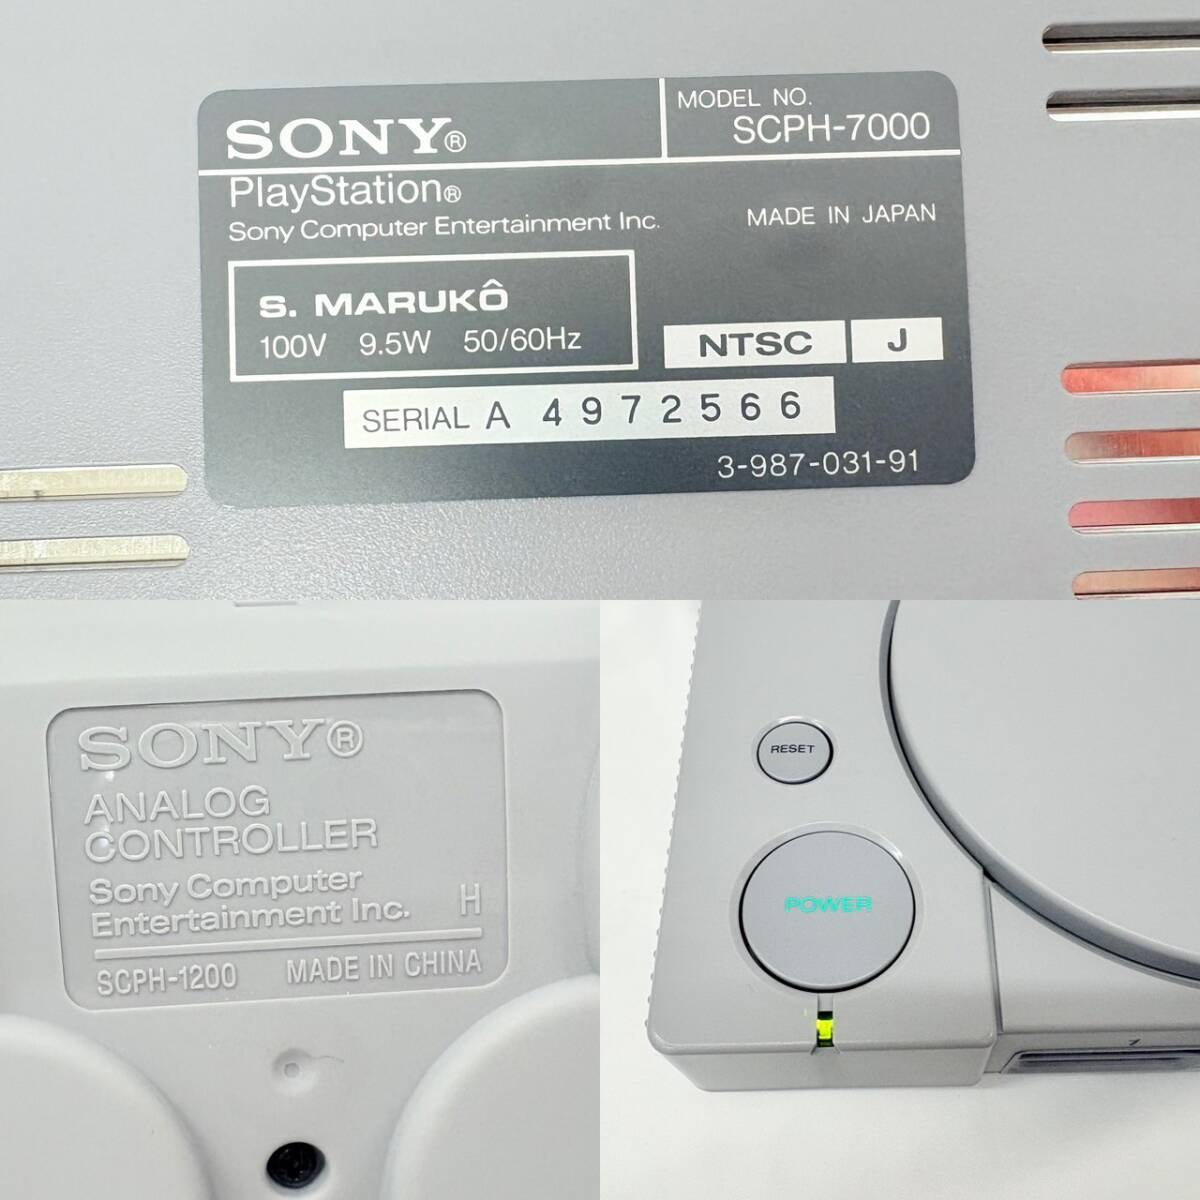 SONY®
MODEL NO.
SCPH-7000
PlayStation®
Sony Computer Entertainment Inc.
MADE IN JAPAN
S. MARUKÔ
100V 9.5W 50/60Hz
NTSC J
SERIAL A 4972566
3-987-031-91
SONY®
ANALOG
CONTROLLER
Sony Computer
Entertainment Inc. H
SCPH-1200 MADE IN CHINA
RESET
POWER
1